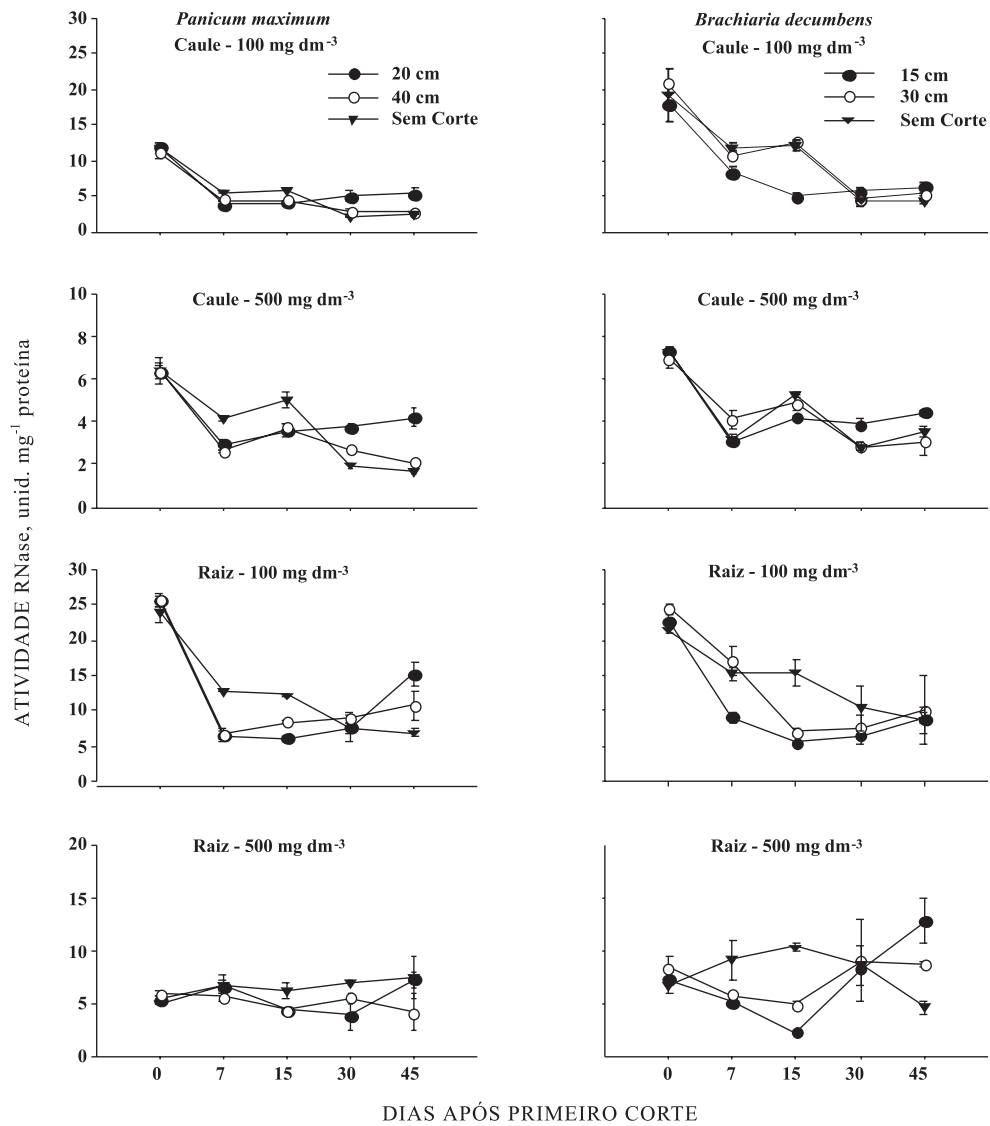 Panicum maximum
Caule - 100 mg dm-3
20 cm
40 cm
Sem Corte
30
25
20
15
10
5
0
Brachiaria decumbens
Caule - 100 mg dm-3
15 cm
30 cm
Sem Corte
Caule - 500 mg dm-3
10
8
6
4
2
0
Caule - 500 mg dm-3
ATIVIDADE RNase, unid. mg-1 proteína
Raiz - 100 mg dm-3
30
25
20
15
10
5
0
Raiz - 100 mg dm-3
Raiz - 500 mg dm-3
20
15
10
5
0
0 7 15 30 45
Raiz - 500 mg dm-3
0 7 15 30 45
DIAS APÓS PRIMEIRO CORTE